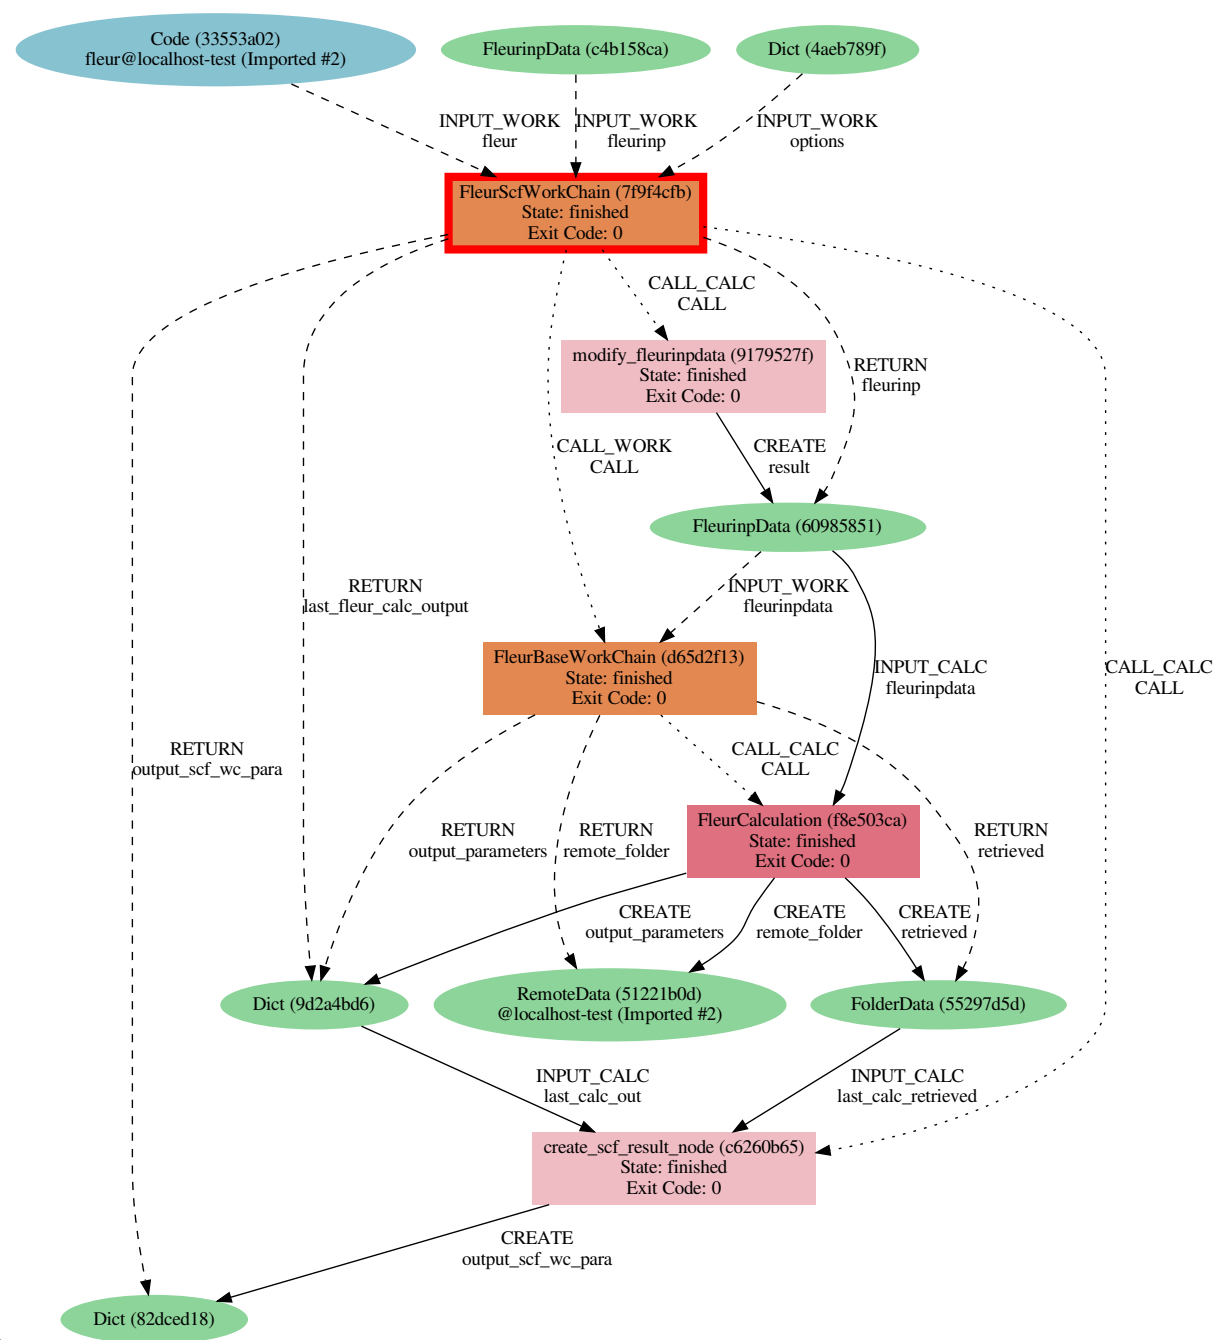 Code (33553a02)
fleur@localhost-test (Imported #2)
FleurinpData (c4b158ca)
Dict (4aeb789f)
INPUT_WORK
fleur
INPUT_WORK
fleurinp
INPUT_WORK
options
FleurScfWorkChain (7f9f4cfb)
State: finished
Exit Code: 0
CALL_CALC
CALL
modify_fleurinpdata (9179527f)
State: finished
Exit Code: 0
RETURN
fleurinp
CALL_WORK
CALL
CREATE
result
FleurinpData (60985851)
RETURN
last_fleur_calc_output
INPUT_WORK
fleurinpdata
FleurBaseWorkChain (d65d2f13)
State: finished
Exit Code: 0
INPUT_CALC
fleurinpdata
CALL_CALC
CALL
RETURN
output_scf_wc_para
CALL_CALC
CALL
FleurCalculation (f8e503ca)
State: finished
Exit Code: 0
RETURN
output_parameters
RETURN
remote_folder
RETURN
retrieved
CREATE
output_parameters
CREATE
remote_folder
CREATE
retrieved
Dict (9d2a4bd6)
RemoteData (51221b0d)
@localhost-test (Imported #2)
FolderData (55297d5d)
INPUT_CALC
last_calc_out
INPUT_CALC
last_calc_retrieved
create_scf_result_node (c6260b65)
State: finished
Exit Code: 0
CREATE
output_scf_wc_para
Dict (82dced18)